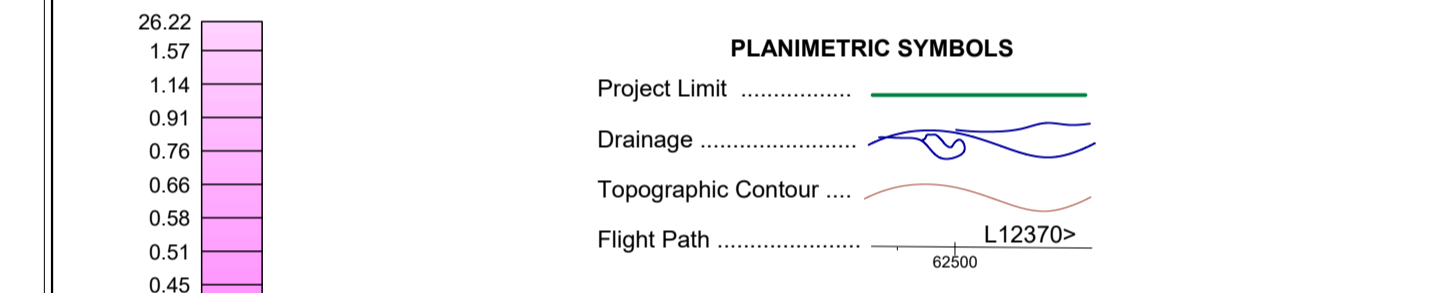 26.22
1.57
1.14
0.91
0.76
0.66
0.58
0.51
0.45
PLANIMETRIC SYMBOLS
Project Limit .................
Drainage ........................
Topographic Contour ....
Flight Path ......................
L12370>
62500